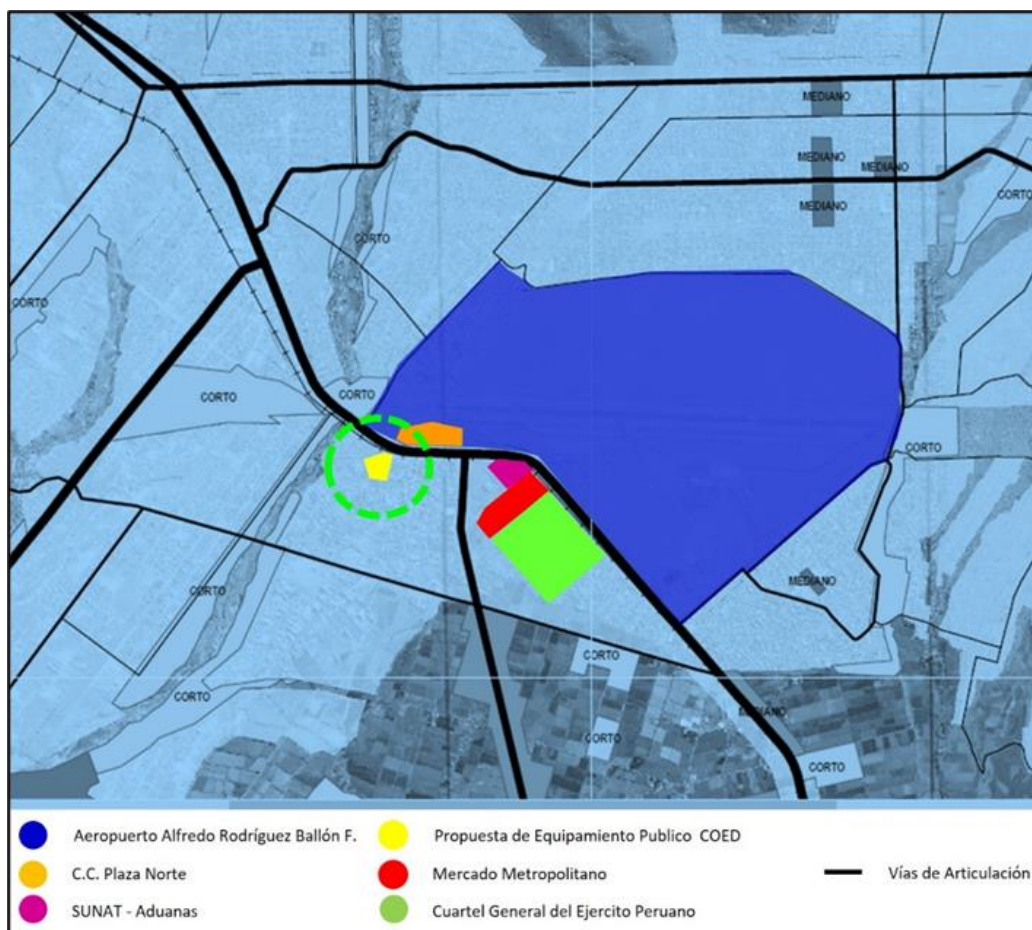 MEDIANO
MEDIANO
MEDIANO
MEDIANO
CORTO
CORTO
CORTO
CORTO
CORTO
CORTO
MEDIANO
CORTO
CORTO
CORTO
MEDIANO
CORTO
CORTO
Aeropuerto Alfredo Rodríguez Ballón F.
Propuesta de Equipamiento Publico COED
C.C. Plaza Norte
Mercado Metropolitano
Vías de Articulación
SUNAT - Aduanas
Cuartel General del Ejercito Peruano